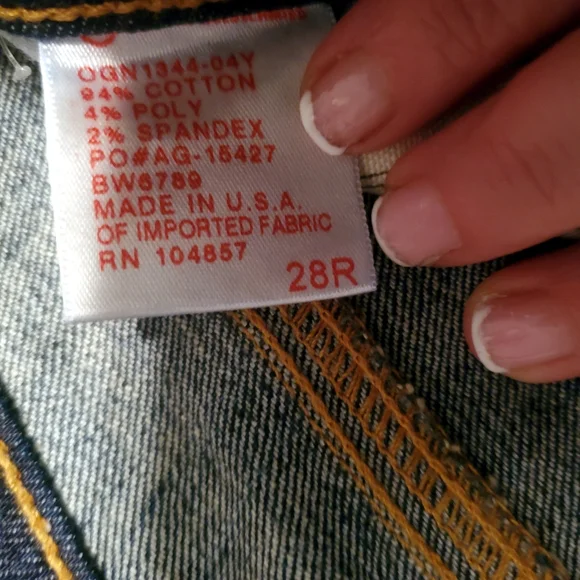 OGN1344-04Y
94% COTTON
4% POLY
2% SPANDEX
PO#AG-15427
BW6789
MADE IN U.S.A.
OF IMPORTED FABRIC
RN 104857
28R